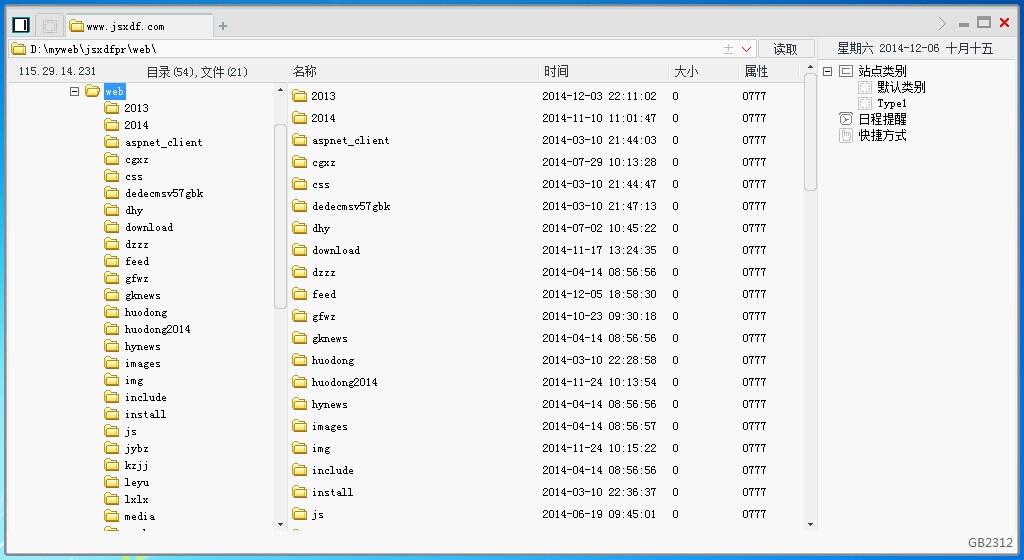 www.jsxdf.com
D:\myweb\jsxdfpr\web\
读取
星期六 2014-12-06 十月十五
115.29.14.231
目录(54),文件(21)
web
2013
2014
aspnet_client
cgxz
css
dedecmsv57gbk
dhy
download
dzzz
feed
gfwz
gknews
huodong
huodong2014
hynews
images
img
include
install
js
jybz
kzjj
leyu
lxlx
media
名称 时间 大小 属性
2013 2014-12-03 22:11:02 0 0777
2014 2014-11-10 11:01:47 0 0777
aspnet_client 2014-03-10 21:44:03 0 0777
cgxz 2014-07-29 10:13:28 0 0777
css 2014-03-10 21:44:47 0 0777
dedecmsv57gbk 2014-03-10 21:47:13 0 0777
dhy 2014-07-02 10:45:22 0 0777
download 2014-11-17 13:24:35 0 0777
dzzz 2014-04-14 08:56:56 0 0777
feed 2014-12-05 18:58:30 0 0777
gfwz 2014-10-23 09:30:18 0 0777
gknews 2014-04-14 08:56:56 0 0777
huodong 2014-03-10 22:28:58 0 0777
huodong2014 2014-11-24 10:13:54 0 0777
hynews 2014-04-14 08:56:56 0 0777
images 2014-04-14 08:56:57 0 0777
img 2014-11-24 10:15:22 0 0777
include 2014-04-14 08:56:56 0 0777
install 2014-03-10 22:36:37 0 0777
js 2014-06-19 09:45:01 0 0777
站点类别
默认类别
Type1
日程提醒
快捷方式
GB2312